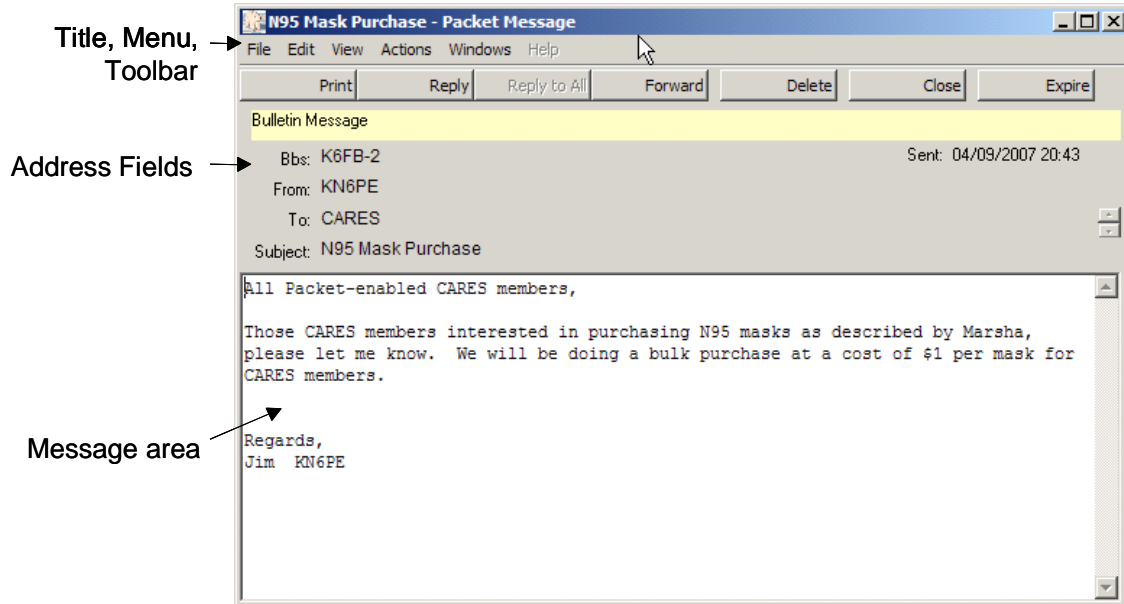 Title, Menu,
Toolbar
N95 Mask Purchase - Packet Message
File Edit View Actions Windows Help
Print Reply Reply to All Forward Delete Close Expire
Bulletin Message
Address Fields
Bbs: K6FB-2 Sent: 04/09/2007 20:43
From: KN6PE
To: CARES
Subject: N95 Mask Purchase
All Packet-enabled CARES members,
Those CARES members interested in purchasing N95 masks as described by Marsha,
please let me know.  We will be doing a bulk purchase at a cost of $1 per mask for
CARES members.
Message area
Regards,
Jim  KN6PE